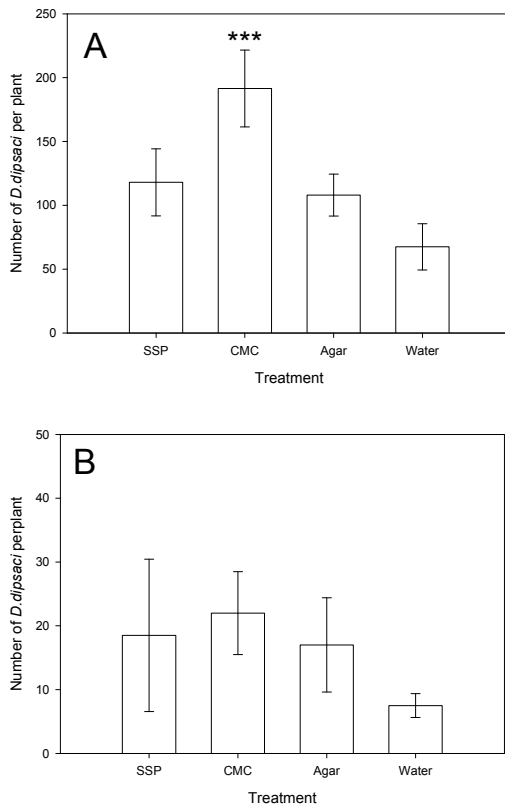 A
***
250
200
150
100
50
0
Number of D.dipsaci per plant
SSP CMC Agar Water
Treatment
B
50
40
30
20
10
0
Number of D.dipsaci perplant
SSP CMC Agar Water
Treatment